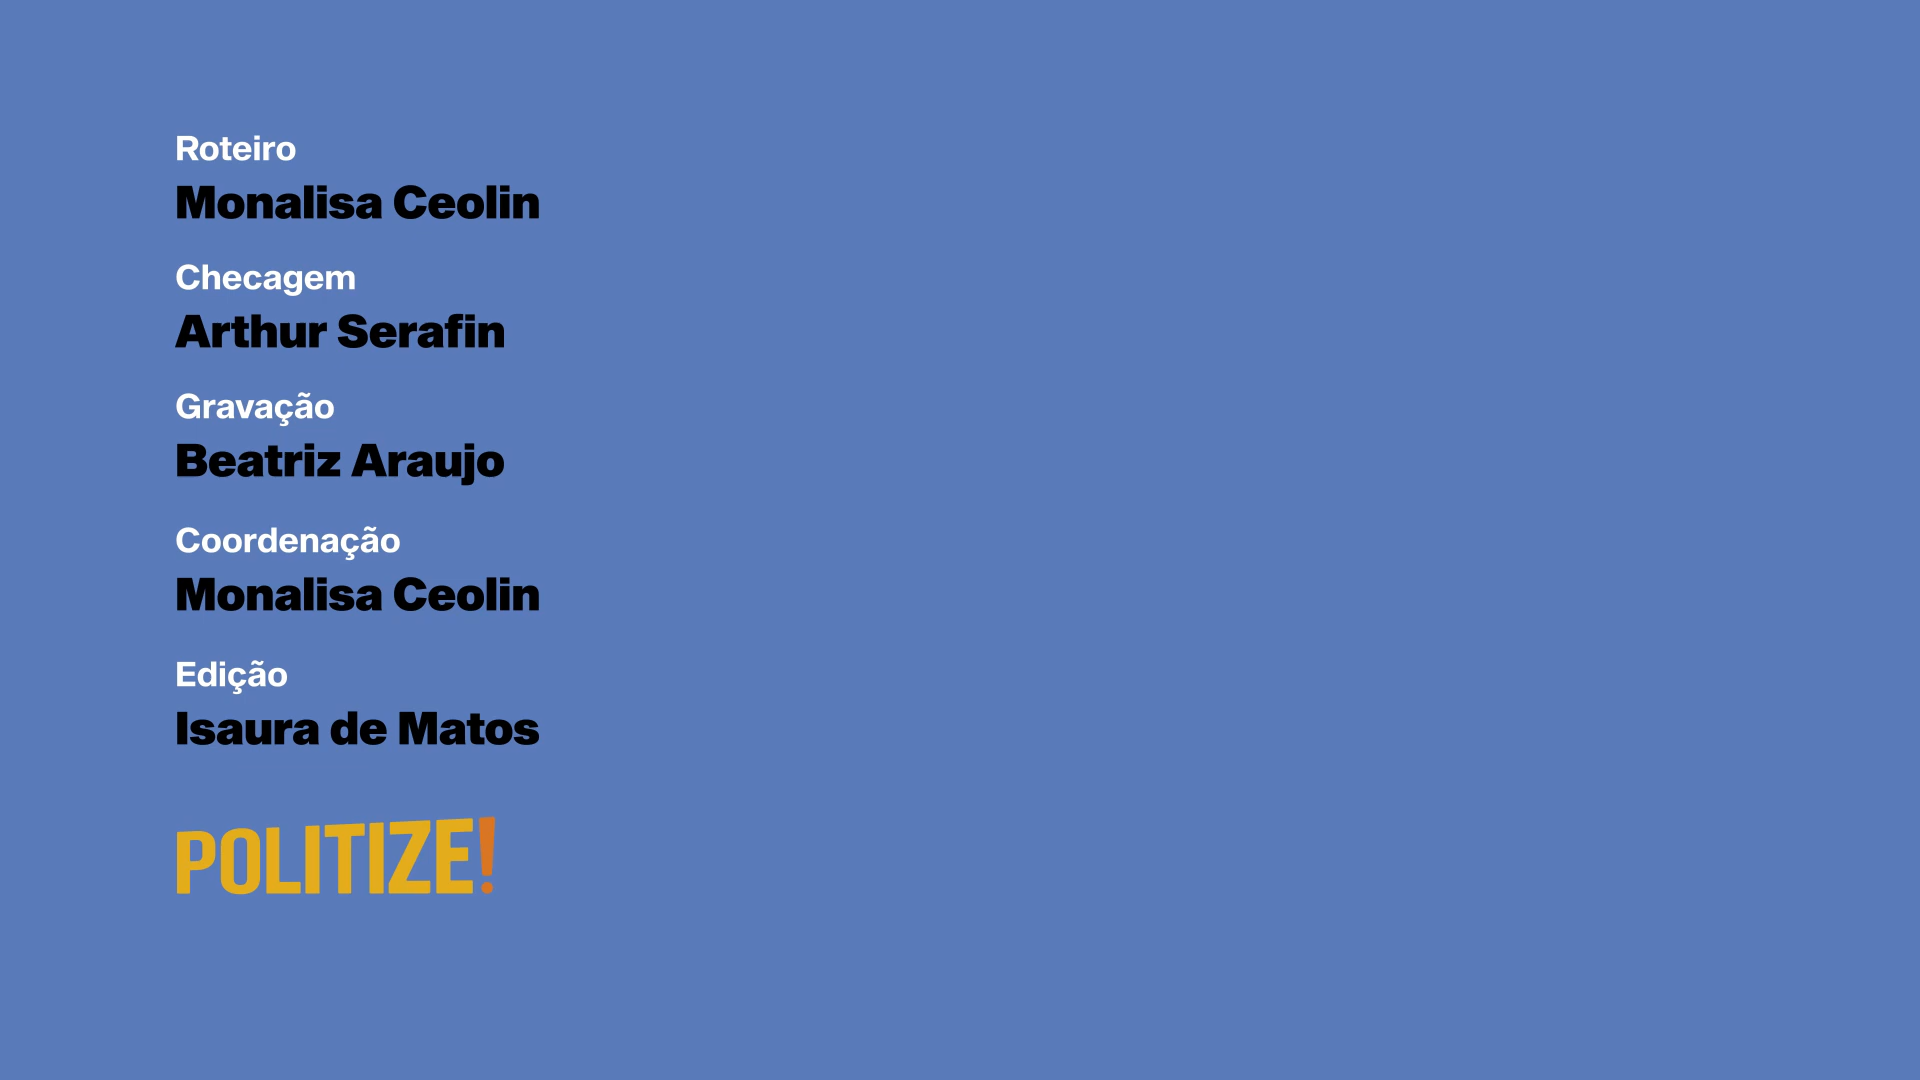 Roteiro
Monalisa Ceolin
Checagem
Arthur Serafin
Gravação
Beatriz Araujo
Coordenação
Monalisa Ceolin
Edição
Isaura de Matos
POLITIZE!